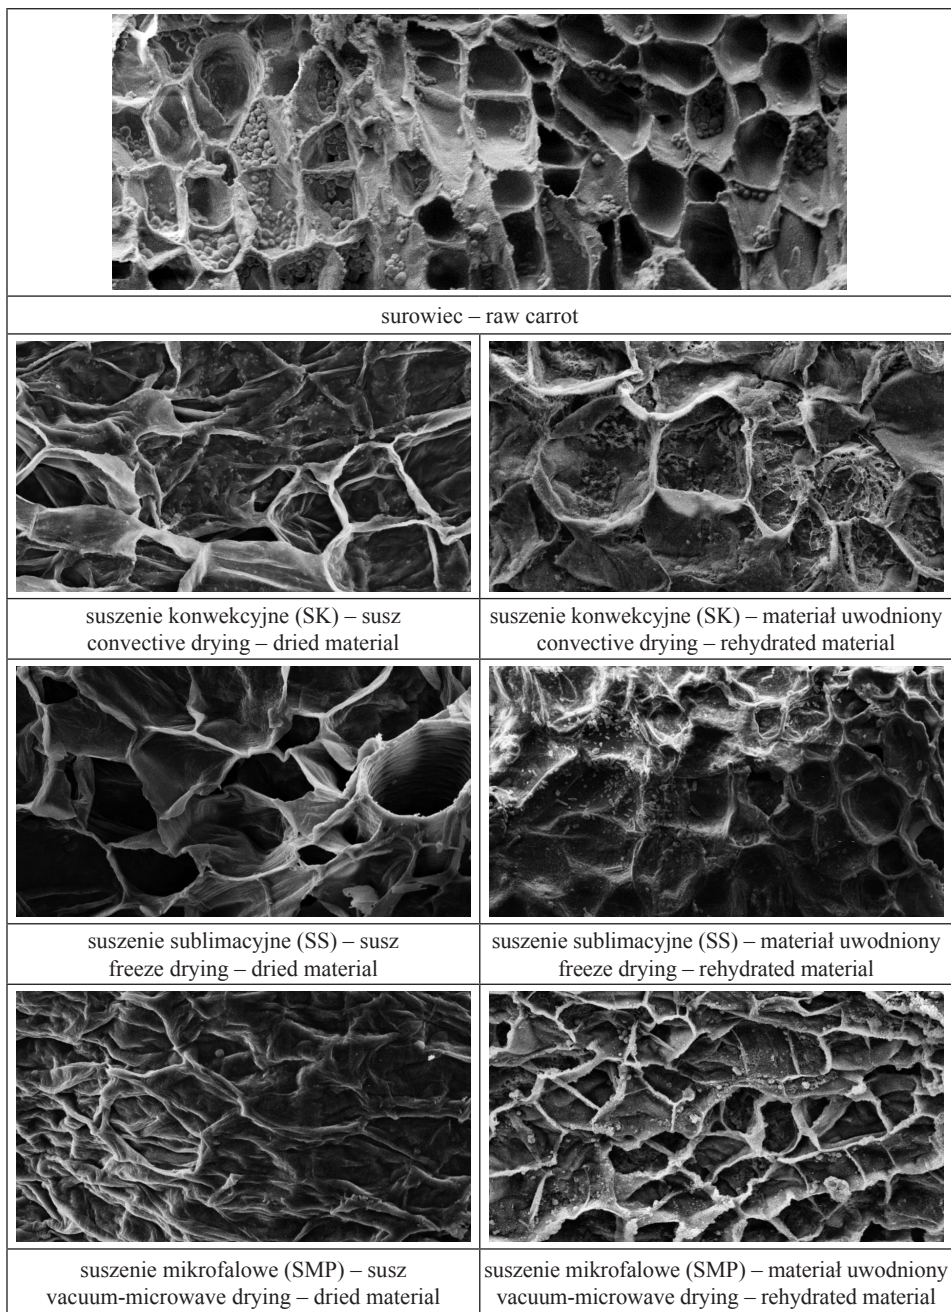 surowiec – raw carrot
suszenie konwekcyjne (SK) – susz
convective drying – dried material
suszenie konwekcyjne (SK) – materiał uwodniony
convective drying – rehydrated material
suszenie sublimacyjne (SS) – susz
freeze drying – dried material
suszenie sublimacyjne (SS) – materiał uwodniony
freeze drying – rehydrated material
suszenie mikrofalowe (SMP) – susz
vacuum-microwave drying – dried material
suszenie mikrofalowe (SMP) – materiał uwodniony
vacuum-microwave drying – rehydrated material